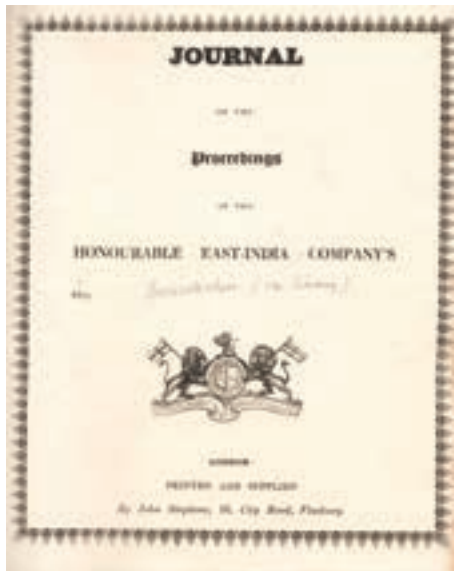 JOURNAL
OF THE
Proceedings
OF THE
HONOURABLE EAST-INDIA COMPANY'S
LONDON
PRINTED AND SUPPLIED
By John Stephens, City Road, Finsbury